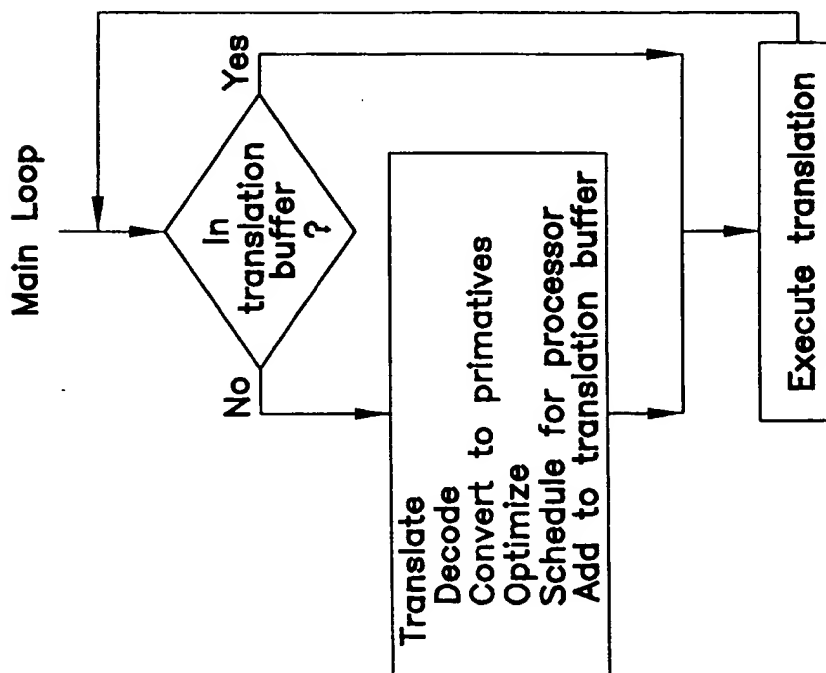 Main Loop
In
translation
buffer
?
Yes
No
Translate
Decode
Convert to primatives
Optimize
Schedule for processor
Add to translation buffer
Execute translation